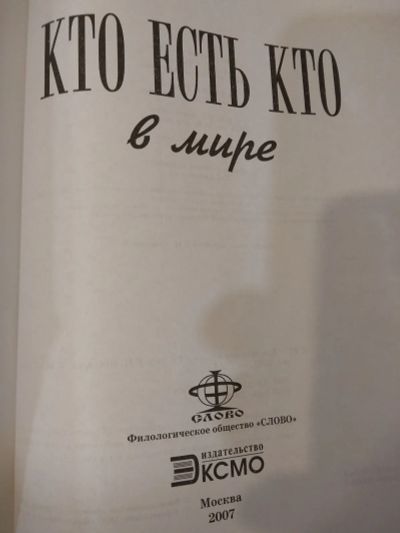 КТО ЕСТЬ КТО
в мире
СЛОВО
Филологическое общество «СЛОВО»
издательство
ЭКСМО
Москва
2007